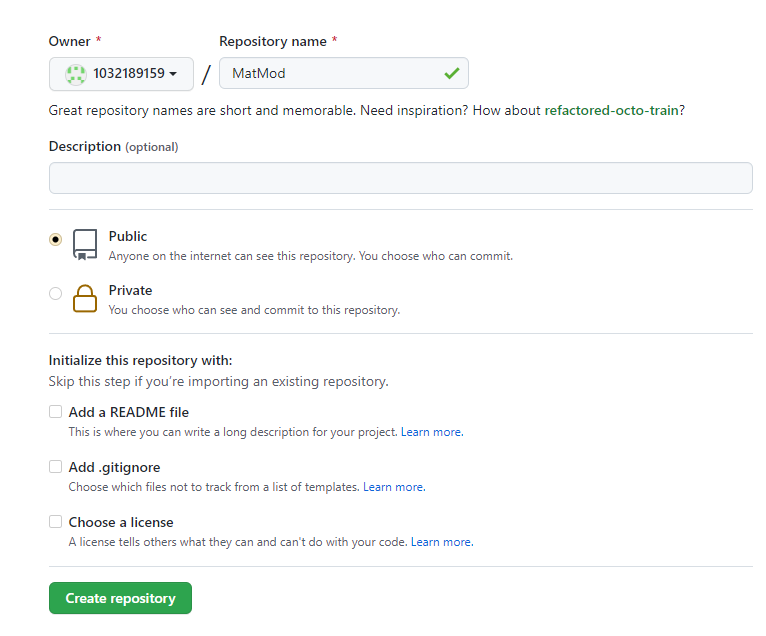 Owner * Repository name *
1032189159 / MatMod
Great repository names are short and memorable. Need inspiration? How about refactored-octo-train?
Description (optional)
Public
Anyone on the internet can see this repository. You choose who can commit.
Private
You choose who can see and commit to this repository.
Initialize this repository with:
Skip this step if you're importing an existing repository.
Add a README file
This is where you can write a long description for your project. Learn more.
Add .gitignore
Choose which files not to track from a list of templates. Learn more.
Choose a license
A license tells others what they can and can't do with your code. Learn more.
Create repository